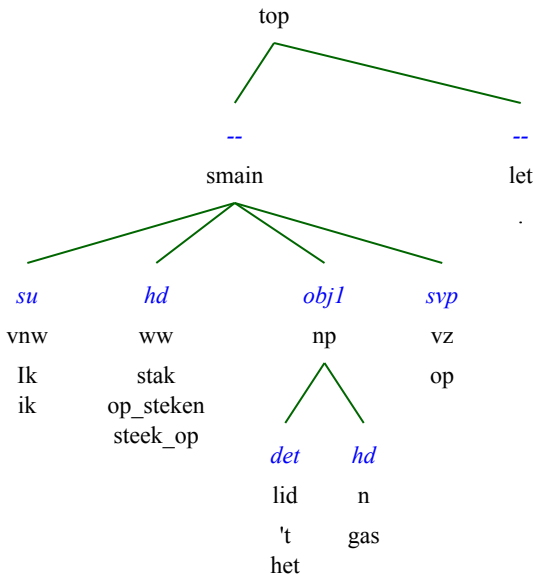 top
-- --
smain let
.
su hd obj1 svp
vnw ww np vz
Ik stak op
ik op_steken
steek_op
det hd
lid n
't gas
het